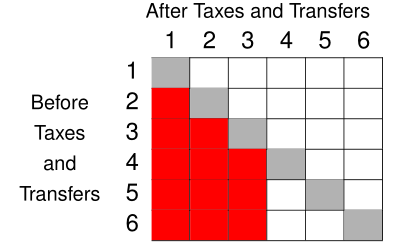 After Taxes and Transfers
1 2 3 4 5 6
1
Before 2
Taxes 3
and 4
Transfers 5
6